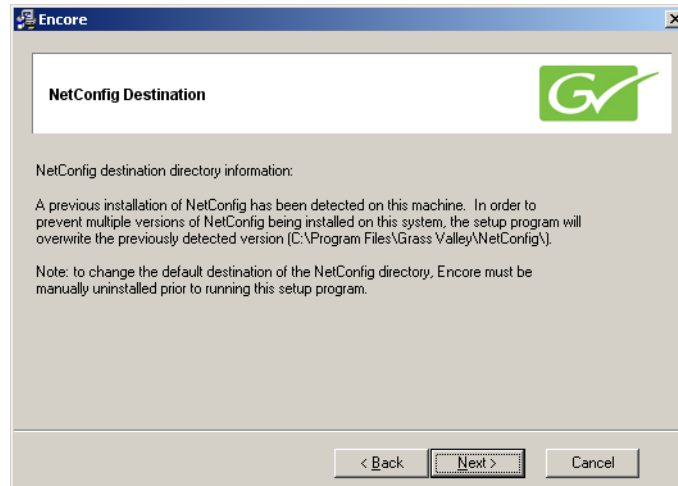 Encore
NetConfig Destination
NetConfig destination directory information:
A previous installation of NetConfig has been detected on this machine.  In order to
prevent multiple versions of NetConfig being installed on this system, the setup program will
overwrite the previously detected version (C:\Program Files\Grass Valley\NetConfig\).
Note: to change the default destination of the NetConfig directory, Encore must be
manually uninstalled prior to running this setup program.
< Back
Next >
Cancel